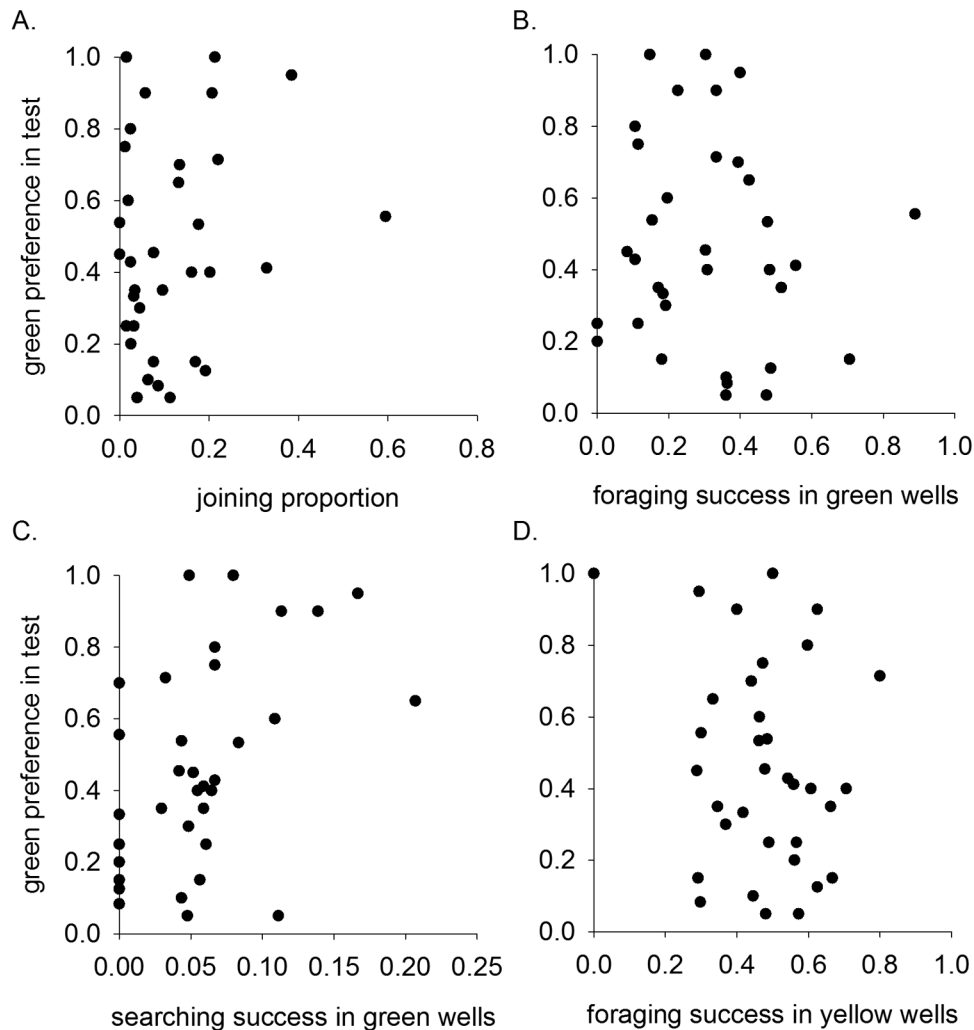 A.
green preference in test
1.0
0.8
0.6
0.4
0.2
0.0
0.0 0.2 0.4 0.6 0.8
joining proportion
B.
1.0
0.8
0.6
0.4
0.2
0.0
0.0 0.2 0.4 0.6 0.8 1.0
foraging success in green wells
C.
green preference in test
1.0
0.8
0.6
0.4
0.2
0.0
0.00 0.05 0.10 0.15 0.20 0.25
searching success in green wells
D.
1.0
0.8
0.6
0.4
0.2
0.0
0.0 0.2 0.4 0.6 0.8 1.0
foraging success in yellow wells